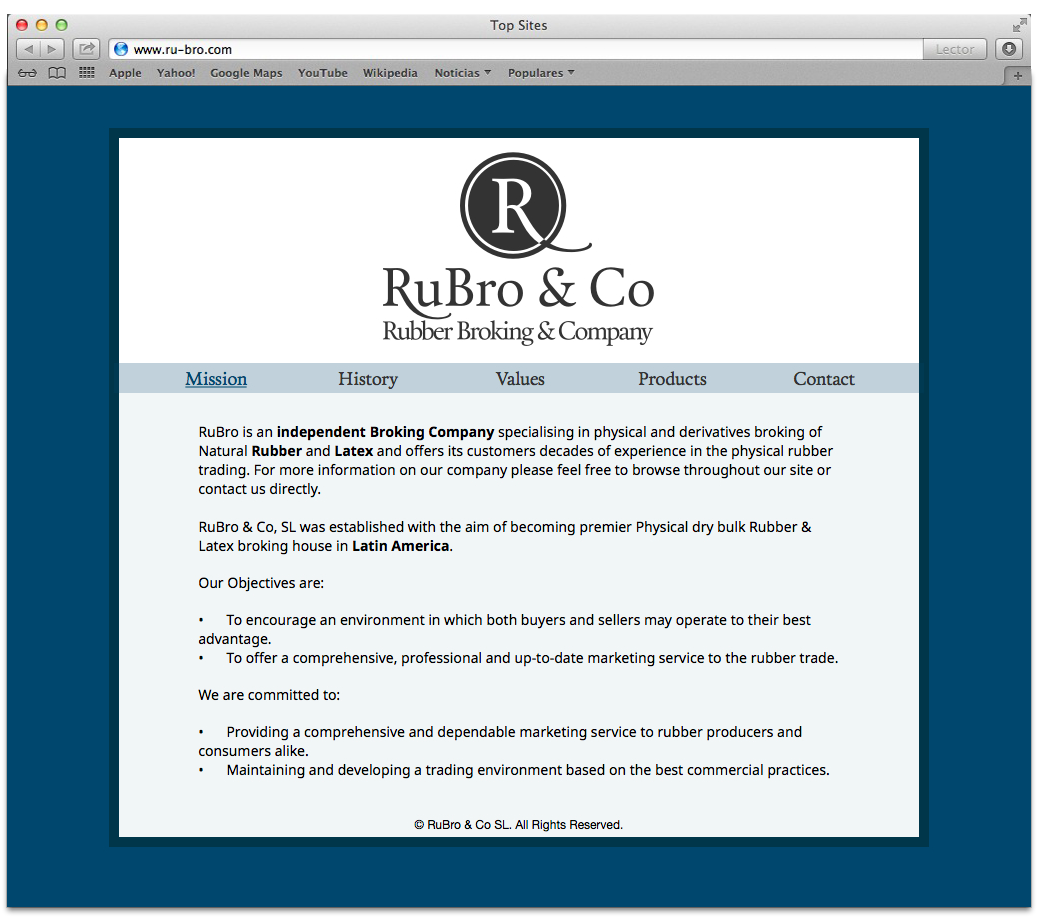 Top Sites
www.ru-bro.com
Lector
Apple Yahoo! Google Maps YouTube Wikipedia Noticias Populares
R
RuBro & Co
Rubber Broking & Company
Mission History Values Products Contact
RuBro is an independent Broking Company specialising in physical and derivatives broking of
Natural Rubber and Latex and offers its customers decades of experience in the physical rubber
trading. For more information on our company please feel free to browse throughout our site or
contact us directly.
RuBro & Co, SL was established with the aim of becoming premier Physical dry bulk Rubber &
Latex broking house in Latin America.
Our Objectives are:
• To encourage an environment in which both buyers and sellers may operate to their best
advantage.
• To offer a comprehensive, professional and up-to-date marketing service to the rubber trade.
We are committed to:
• Providing a comprehensive and dependable marketing service to rubber producers and
consumers alike.
• Maintaining and developing a trading environment based on the best commercial practices.
© RuBro & Co SL. All Rights Reserved.